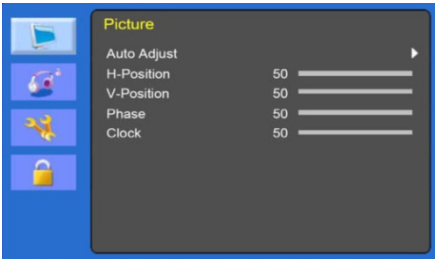 Picture
Auto Adjust
H-Position 50
V-Position 50
Phase 50
Clock 50